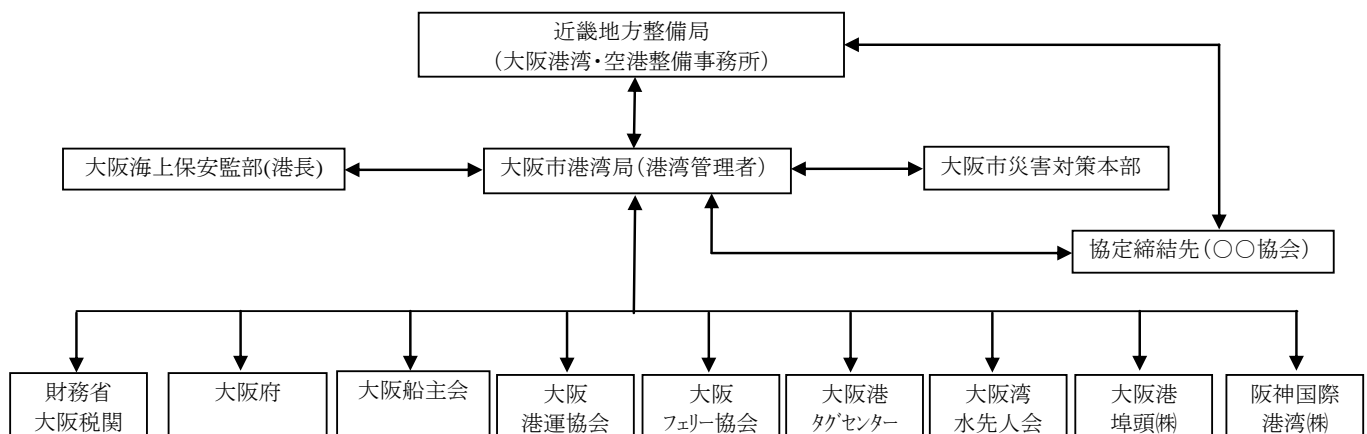 近畿地方整備局
（大阪港湾・空港整備事務所）
大阪海上保安監部(港長)
大阪市港湾局（港湾管理者）
大阪市災害対策本部
協定締結先（○○協会）
財務省
大阪税関
大阪府
大阪船主会
大阪
港運協会
大阪
フェリー協会
大阪港
タグセンター
大阪湾
水先人会
大阪港
埠頭㈱
阪神国際
港湾㈱